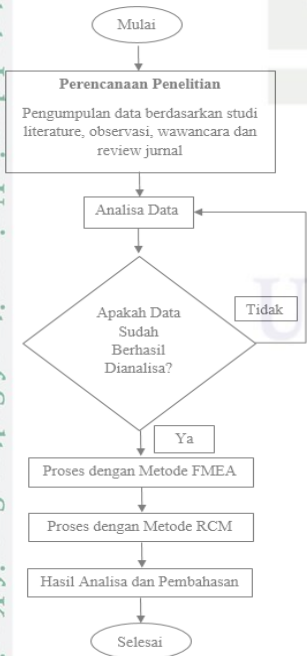 Mulai
Perencanaan Penelitian
Pengumpulan data berdasarkan studi
literature, observasi, wawancara dan
review jurnal
Analisa Data
Apakah Data
Sudah
Berhasil
Dianalisa?
Tidak
Ya
Proses dengan Metode FMEA
Proses dengan Metode RCM
Hasil Analisa dan Pembahasan
Selesai